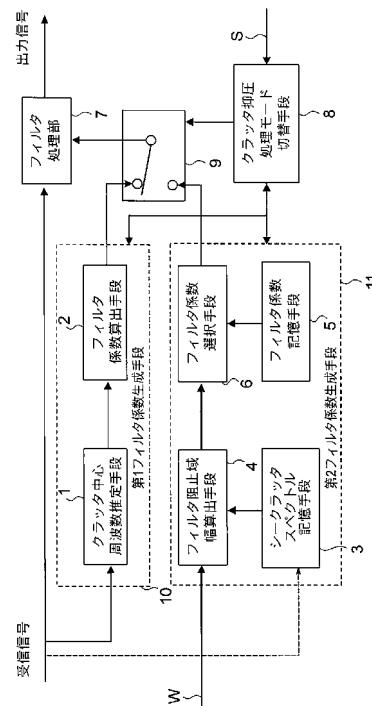 受信信号
出力信号
フィルタ
処理部
7
9
S
クラッタ抑圧
処理モード
切替手段
8
クラッタ中心
周波数推定手段
1
フィルタ
係数算出手段
2
第1フィルタ係数生成手段
10
フィルタ阻止域
幅算出手段
4
フィルタ係数
選択手段
6
シークラッタ
スペクトル
記憶手段
3
フィルタ係数
記憶手段
5
第2フィルタ係数生成手段
11
W